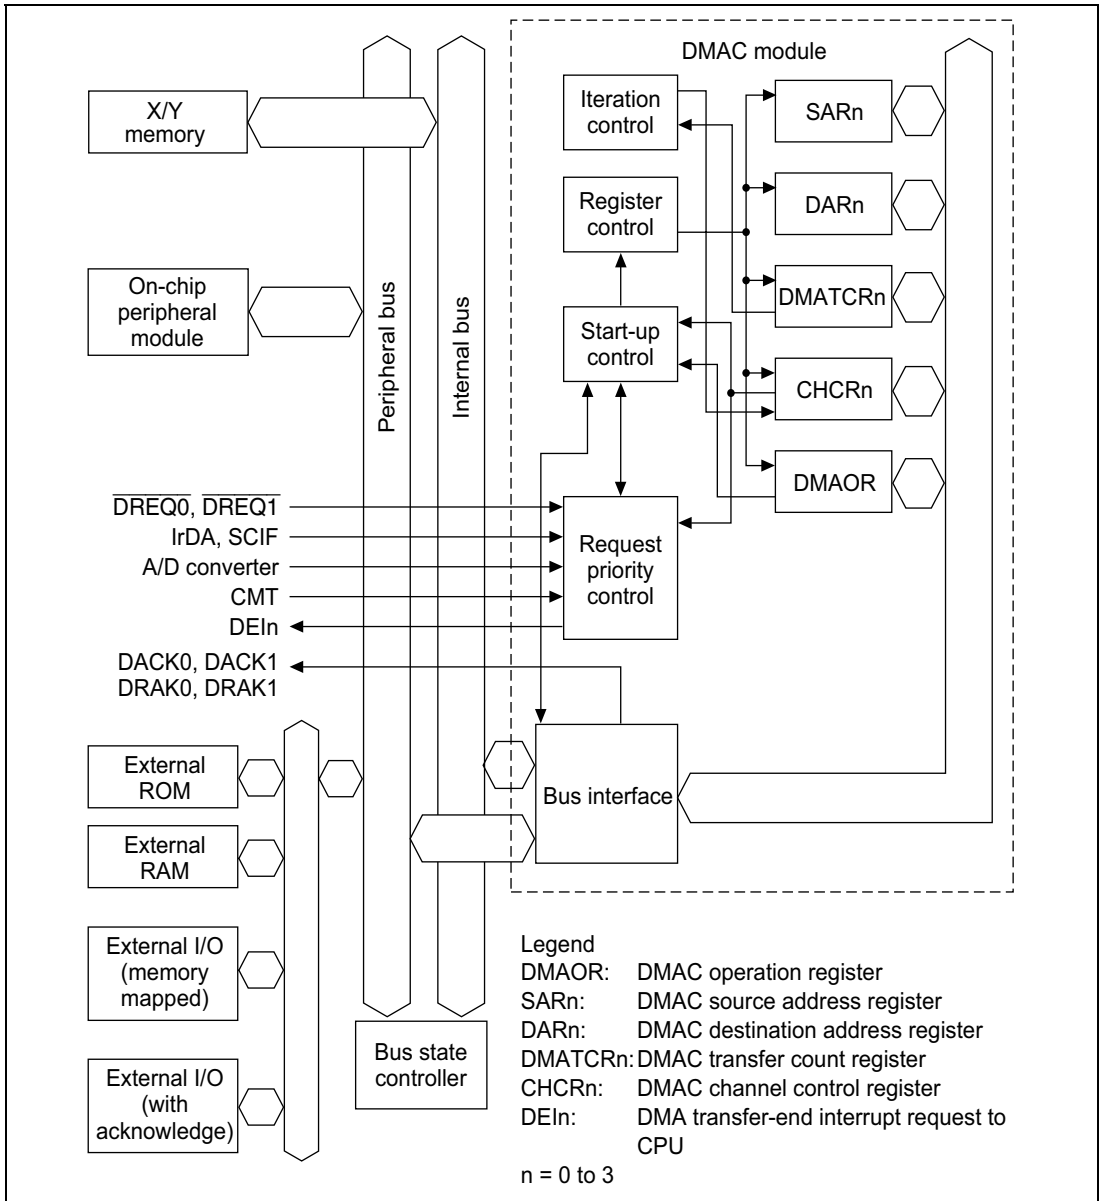 DMAC module
X/Y
memory
Iteration
control
SARn
Register
control
DARn
On-chip
peripheral
module
Peripheral bus
Internal bus
DMATCRn
Start-up
control
CHCRn
DMAOR
DREQ0, DREQ1
IrDA, SCIF
A/D converter
CMT
DEIn
Request
priority
control
DACK0, DACK1
DRAK0, DRAK1
External
ROM
Bus interface
External
RAM
External I/O
(memory
mapped)
External I/O
(with
acknowledge)
Bus state
controller
Legend
DMAOR: DMAC operation register
SARn: DMAC source address register
DARn: DMAC destination address register
DMATCRn: DMAC transfer count register
CHCRn: DMAC channel control register
DEIn: DMA transfer-end interrupt request to
CPU
n = 0 to 3